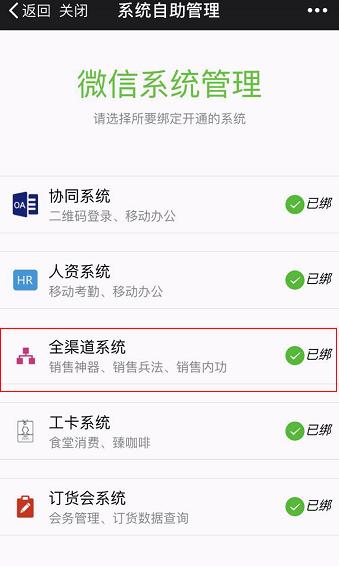 返回 关闭 系统自助管理
微信系统管理
请选择所要绑定开通的系统
OA 协同系统 已绑
二维码登录、移动办公
HR 人资系统 已绑
移动考勤、移动办公
全渠道系统 已绑
销售神器、销售兵法、销售内功
工卡系统 已绑
食堂消费、臻咖啡
订货会系统 已绑
会务管理、订货数据查询